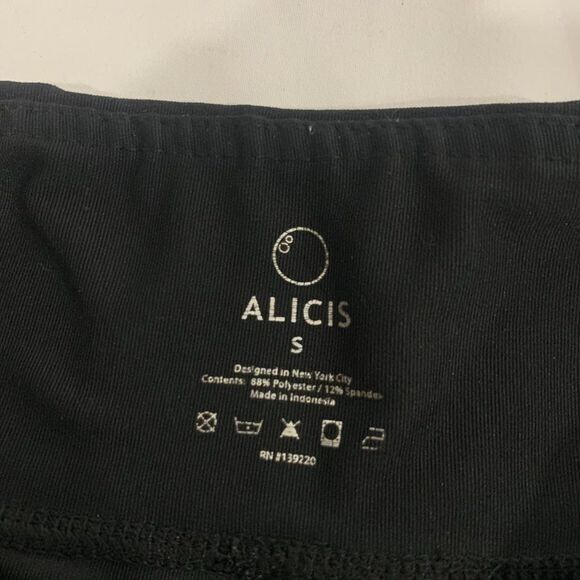 ALICIS
S
Designed in New York City
Contents: 88% Polyester / 12% Spandex
Made in Indonesia
RN #139220